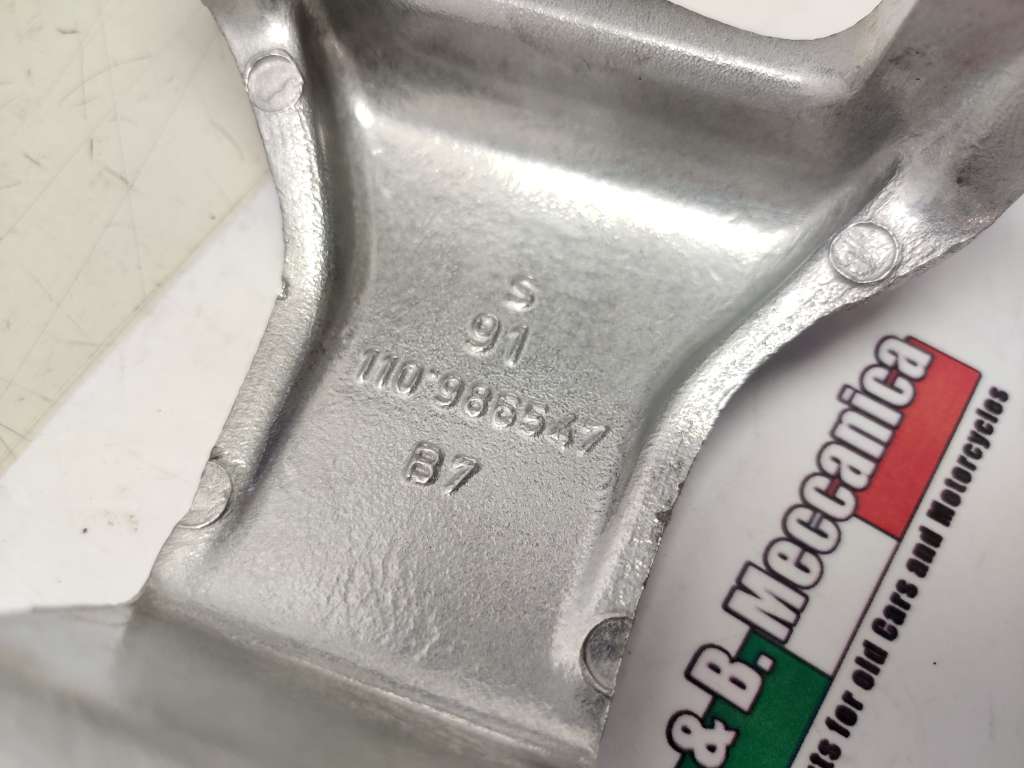 S
91
110°986547
B7
& B. Meccanica
for old Cars and Motorcycles